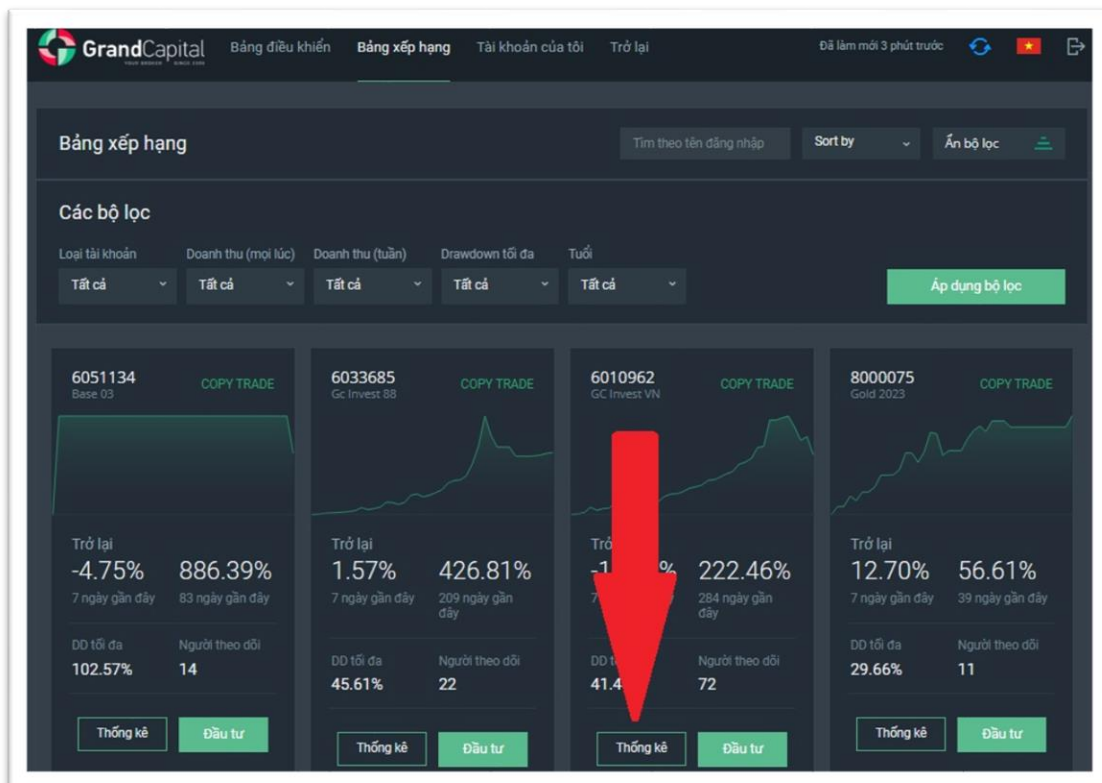 GrandCapital Bảng điều khiển Bảng xếp hạng Tài khoản của tôi Trở lại Đã làm mới 3 phút trước
YOUR BROKER SINCE
Bảng xếp hạng Tìm theo tên đăng nhập Sort by Ẩn bộ lọc
Các bộ lọc
Loại tài khoản Doanh thu (mọi lúc) Doanh thu (tuần) Drawdown tối đa Tuổi
Tất cả Tất cả Tất cả Tất cả Tất cả Áp dụng bộ lọc
6051134 COPY TRADE
Base 03
Trở lại
-4.75% 886.39%
7 ngày gần đây 83 ngày gần đây
DD tối đa Người theo dõi
102.57% 14
Thống kê Đầu tư
6033685 COPY TRADE
Gc Invest 88
Trở lại
1.57% 426.81%
7 ngày gần đây 209 ngày gần
đây
DD tối đa Người theo dõi
45.61% 22
Thống kê Đầu tư
6010962 COPY TRADE
GC Invest VN
222.46%
284 ngày gần
đây
DD Người theo dõi
41.4 72
Thống kê Đầu tư
8000075 COPY TRADE
Gold 2023
Trở lại
12.70% 56.61%
7 ngày gần đây 39 ngày gần đây
DD tối đa Người theo dõi
29.66% 11
Thống kê Đầu tư